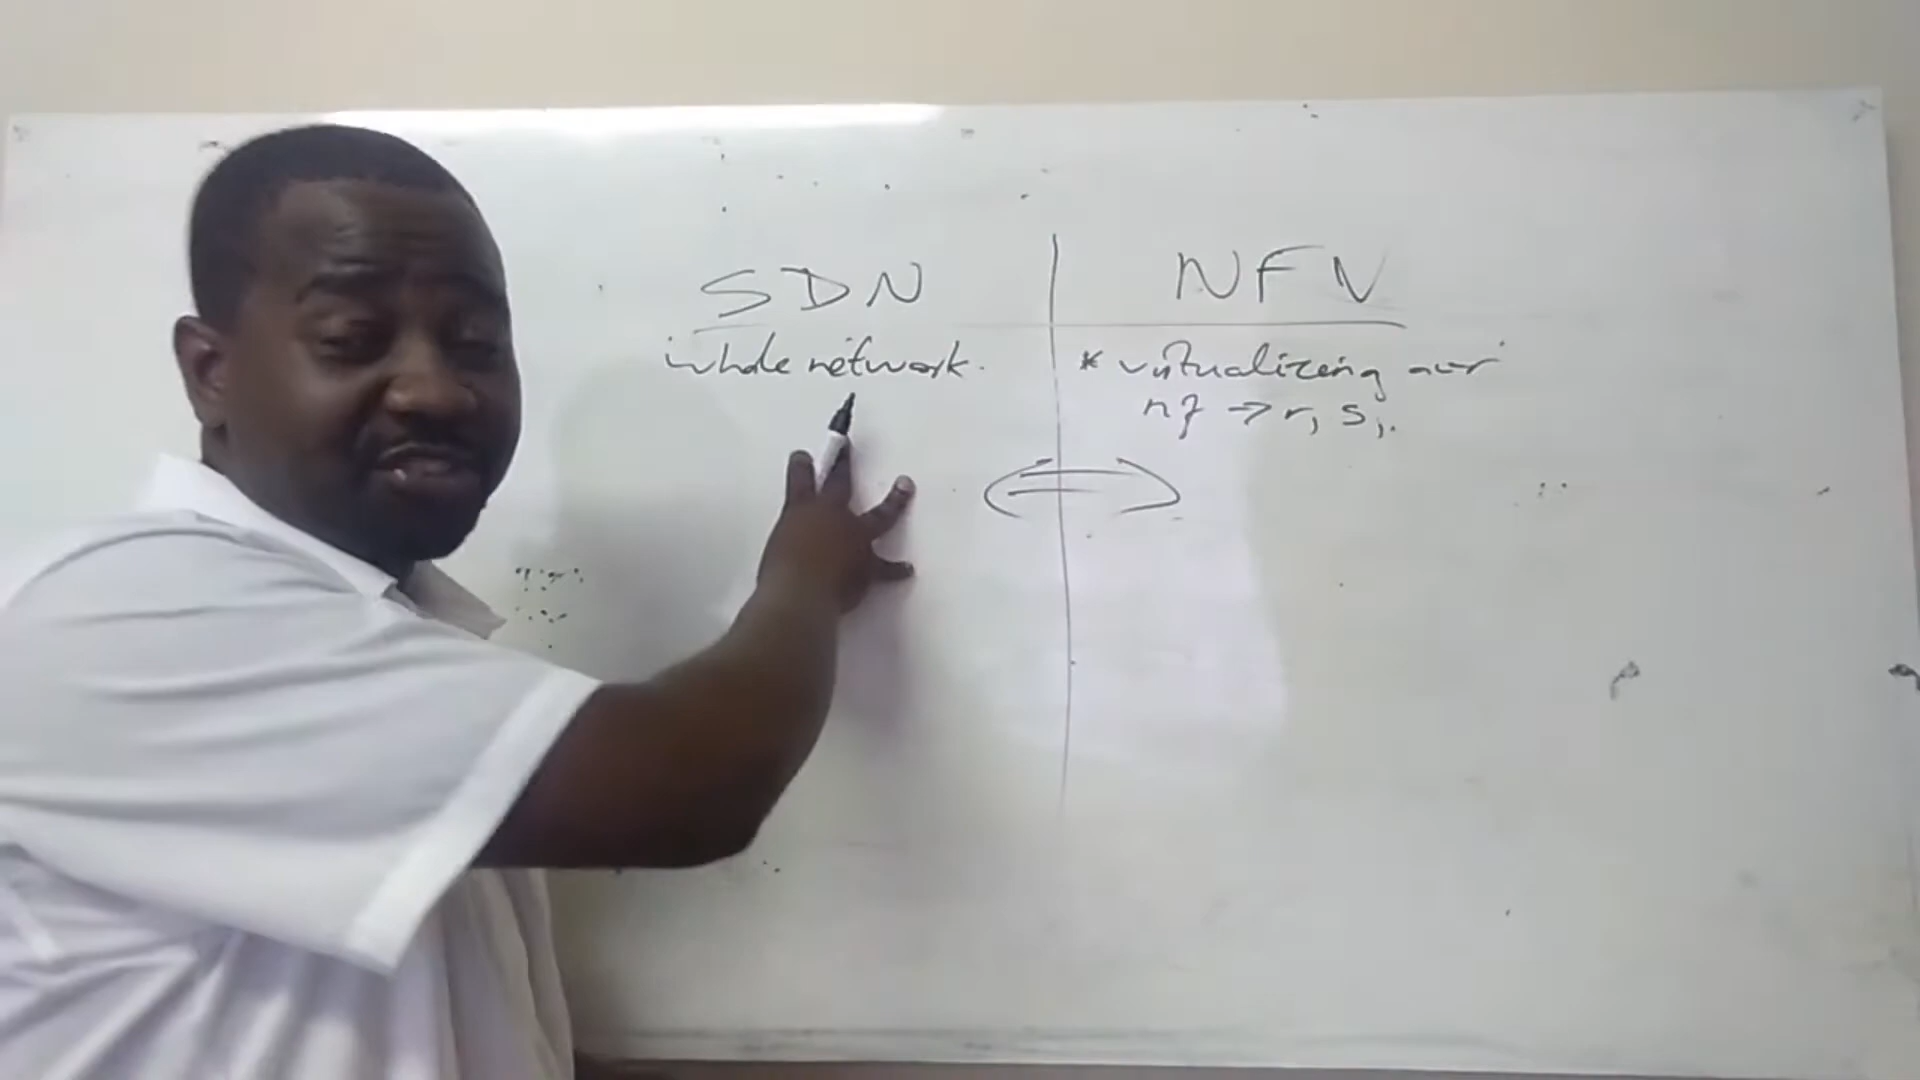 SDN
whole network.
NFV
* virtualizing our
nf → r, s,.